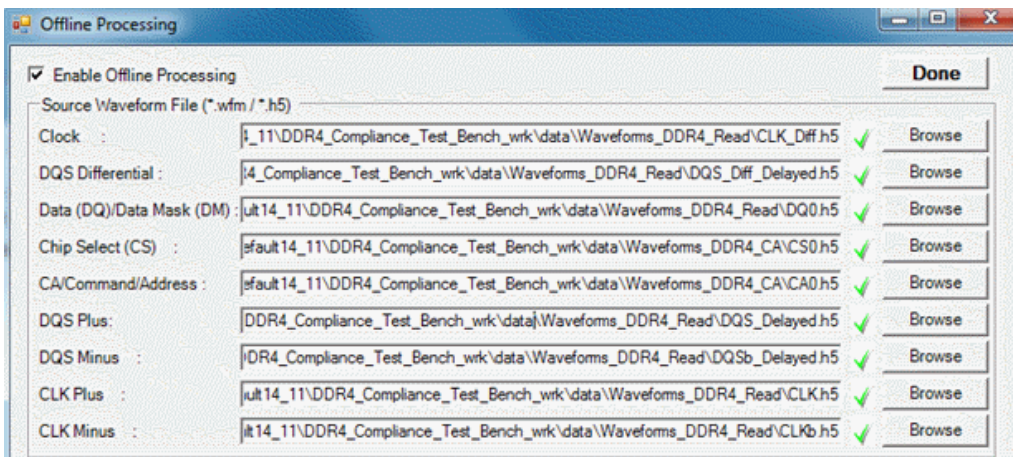 Offline Processing
Enable Offline Processing Done
Source Waveform File (*.wfm / *.h5)
Clock : 4_11\DDR4_Compliance_Test_Bench_wrk\data\Waveforms_DDR4_Read\CLK_Diff.h5 Browse
DQS Differential : 4_Compliance_Test_Bench_wrk\data\Waveforms_DDR4_Read\DQS_Diff_Delayed.h5 Browse
Data (DQ)/Data Mask (DM) : ult14_11\DDR4_Compliance_Test_Bench_wrk\data\Waveforms_DDR4_Read\DQ0.h5 Browse
Chip Select (CS) : efault14_11\DDR4_Compliance_Test_Bench_wrk\data\Waveforms_DDR4_CA\CS0.h5 Browse
CA/Command/Address : efault14_11\DDR4_Compliance_Test_Bench_wrk\data\Waveforms_DDR4_CA\CA0.h5 Browse
DQS Plus: DDR4_Compliance_Test_Bench_wrk\data\Waveforms_DDR4_Read\DQS_Delayed.h5 Browse
DQS Minus : DR4_Compliance_Test_Bench_wrk\data\Waveforms_DDR4_Read\DQSb_Delayed.h5 Browse
CLK Plus : ult14_11\DDR4_Compliance_Test_Bench_wrk\data\Waveforms_DDR4_Read\CLK.h5 Browse
CLK Minus : lt14_11\DDR4_Compliance_Test_Bench_wrk\data\Waveforms_DDR4_Read\CLKb.h5 Browse